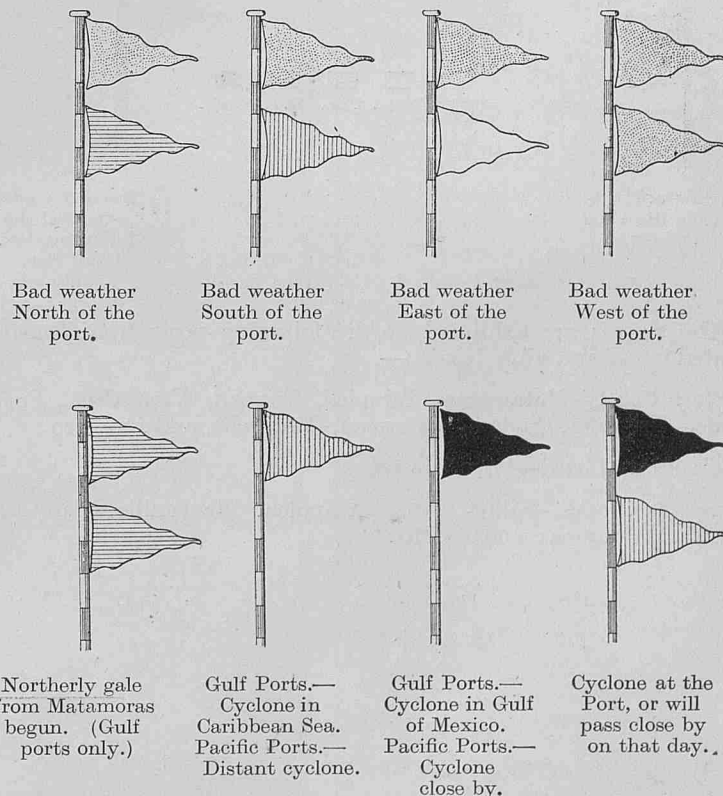 Bad weather
North of the
port.
Bad weather
South of the
port.
Bad weather
East of the
port.
Bad weather
West of the
port.
Northerly gale
from Matamoras
begun. (Gulf
ports only.)
Gulf Ports.—
Cyclone in
Caribbean Sea.
Pacific Ports.—
Distant cyclone.
Gulf Ports.—
Cyclone in Gulf
of Mexico.
Pacific Ports.—
Cyclone
close by.
Cyclone at the
Port, or will
pass close by
on that day.